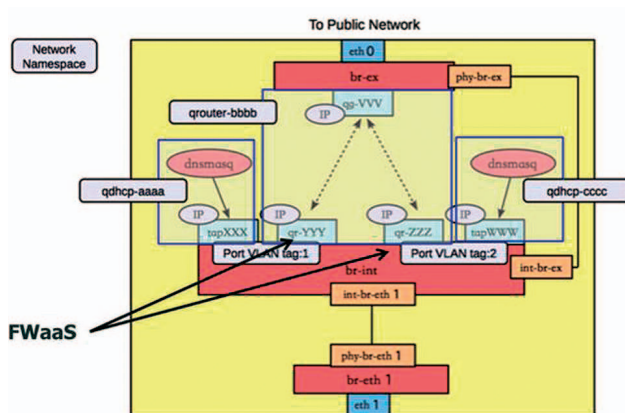 To Public Network
Network
Namespace
eth 0
br-ex
phy-br-ex
qrouter-bbbb
IP
qg-VVV
dnsmasq
dnsmasq
qdhcp-aaaa
qdhcp-cccc
IP
IP
IP
IP
tapXXX
qr-YYY
qr-ZZZ
tapWWW
Port VLAN tag:1
Port VLAN tag:2
br-int
int-br-ex
int-br-eth 1
FWaaS
phy-br-eth 1
br-eth 1
eth 1